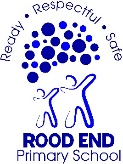 Ready • Respectful • Safe
ROOD END
Primary School